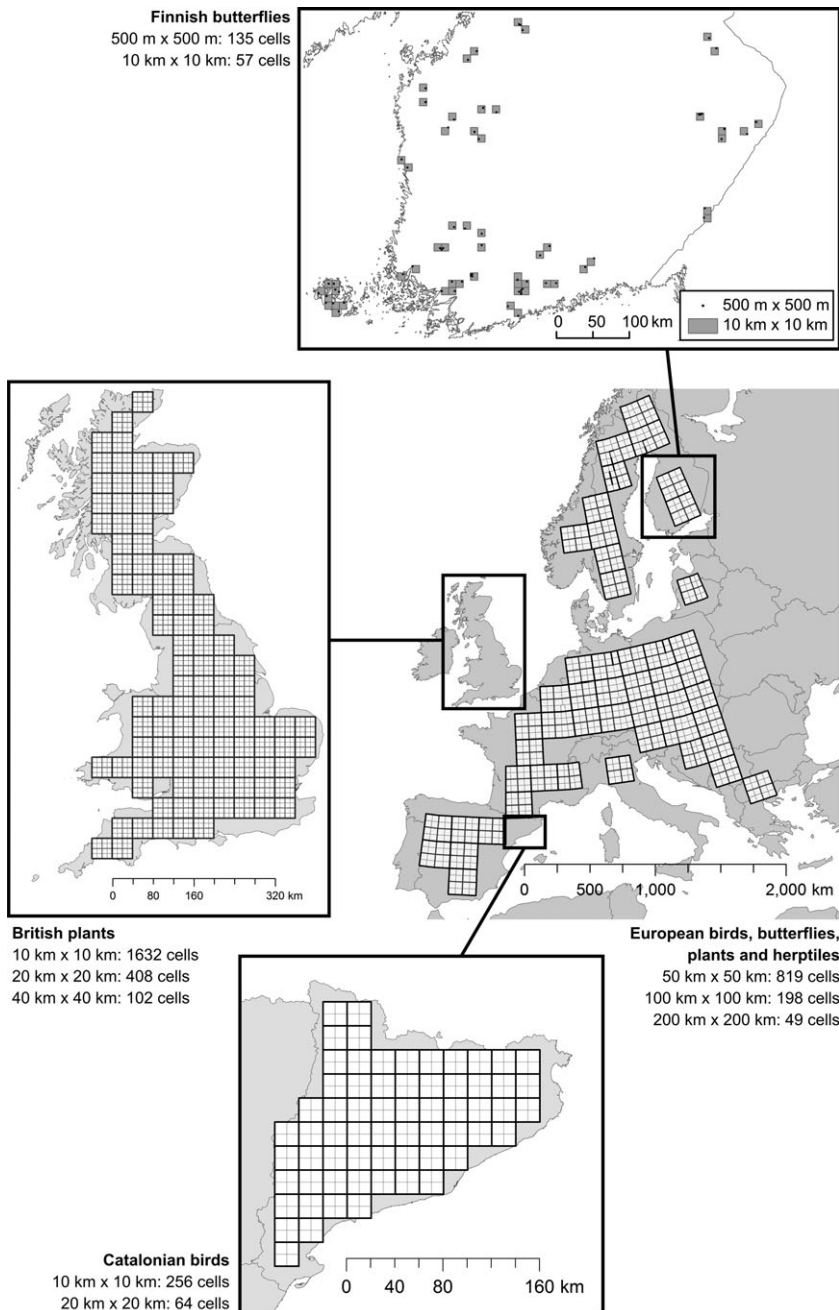 Finnish butterflies
500 m x 500 m: 135 cells
10 km x 10 km: 57 cells
500 m x 500 m
10 km x 10 km
0 50 100 km
0 80 160 320 km
British plants
10 km x 10 km: 1632 cells
20 km x 20 km: 408 cells
40 km x 40 km: 102 cells
0 500 1,000 2,000 km
European birds, butterflies,
plants and herptiles
50 km x 50 km: 819 cells
100 km x 100 km: 198 cells
200 km x 200 km: 49 cells
Catalonian birds
10 km x 10 km: 256 cells
20 km x 20 km: 64 cells
0 40 80 160 km